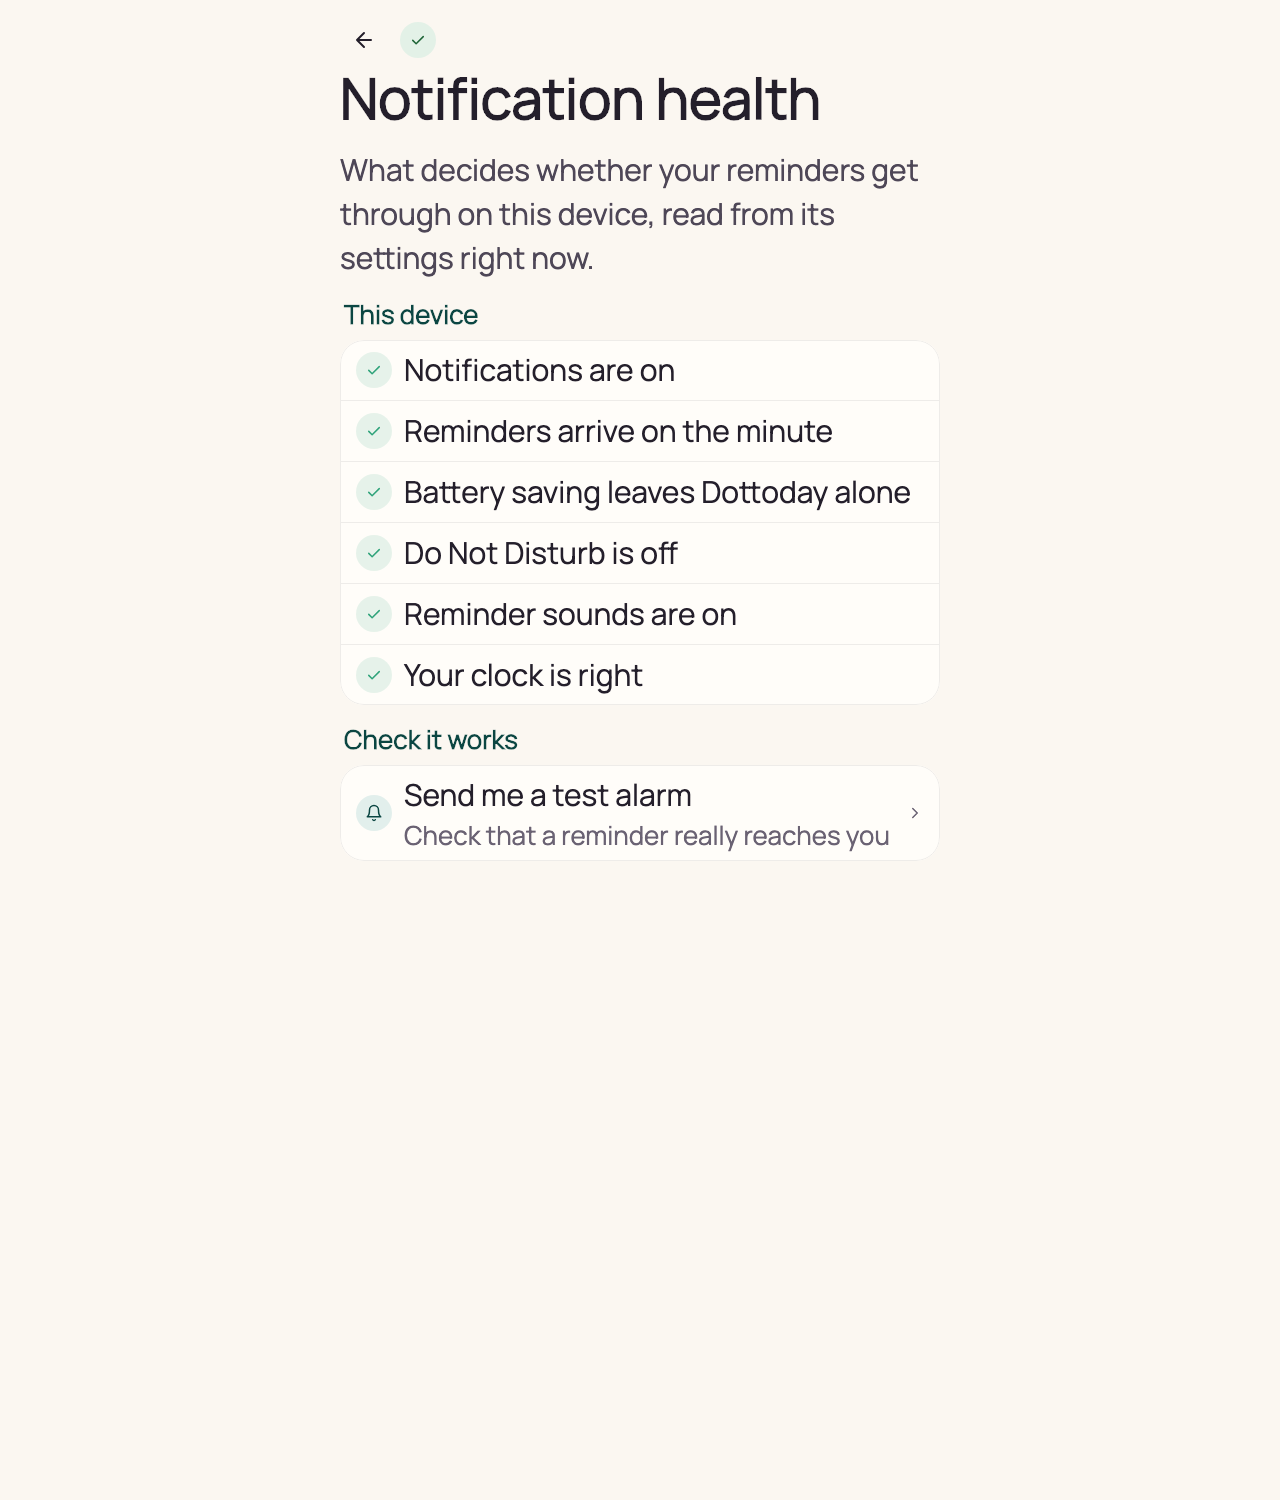 Notification health
What decides whether your reminders get
through on this device, read from its
settings right now.
This device
Notifications are on
Reminders arrive on the minute
Battery saving leaves Dottoday alone
Do Not Disturb is off
Reminder sounds are on
Your clock is right
Check it works
Send me a test alarm
Check that a reminder really reaches you